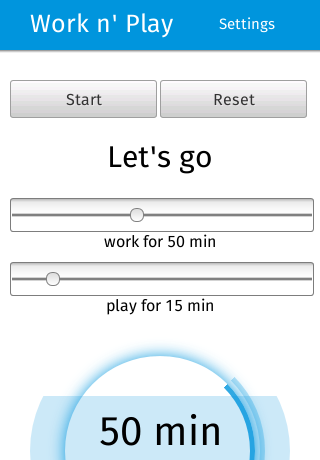 Work n' Play
Settings
Start
Reset
Let's go
work for 50 min
play for 15 min
50 min